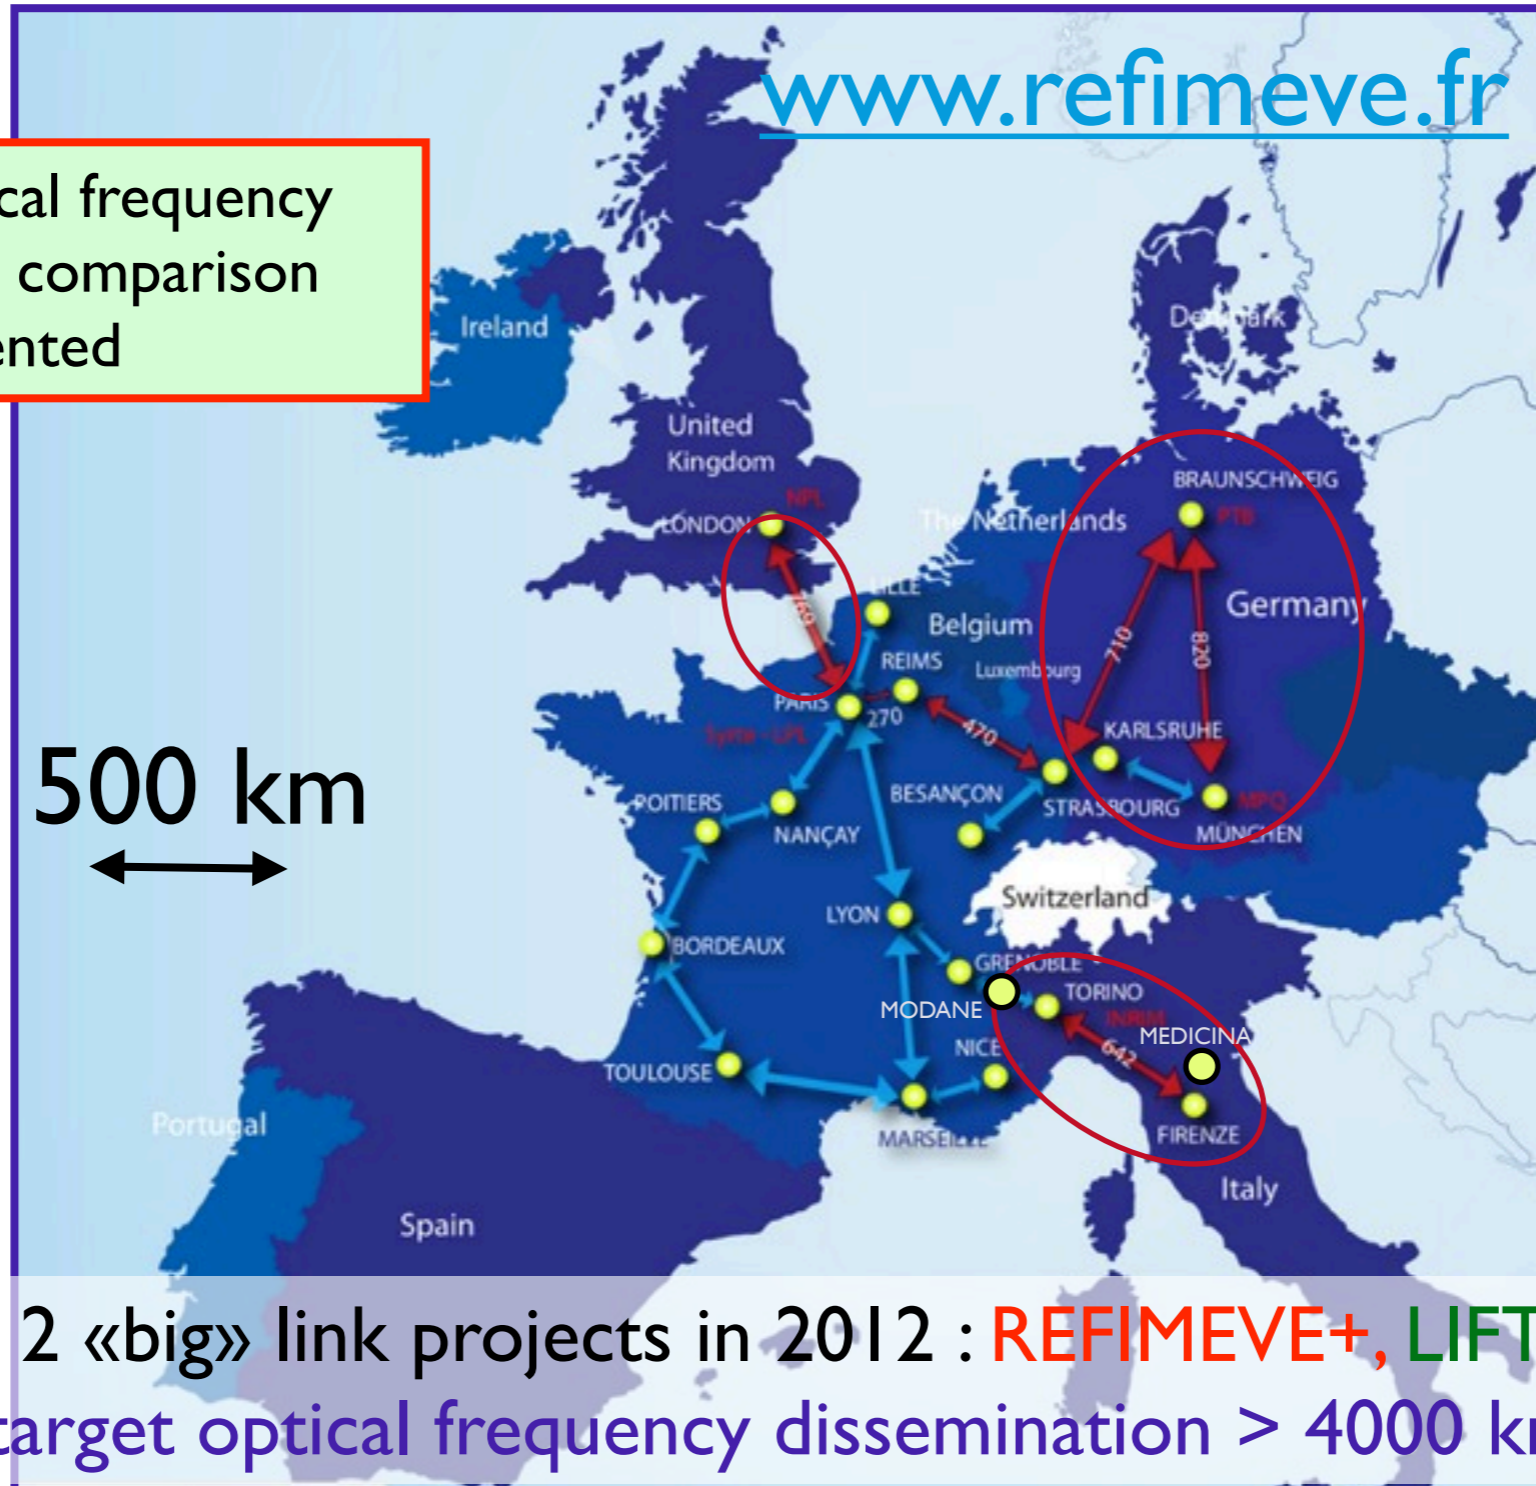 www.refimeve.fr
cal frequency
comparison
ented
Ireland
Denmark
United
Kingdom
NPL
LONDON
The Netherlands
BRAUNSCHWEIG
PTB
Germany
769
LILLE
Belgium
710
820
REIMS
Luxembourg
PARIS
270
Syrte - LPL
470
KARLSRUHE
500 km
POITIERS
BESANÇON
STRASBOURG
MPQ
NANÇAY
MÜNCHEN
Switzerland
LYON
BORDEAUX
GRENOBLE
MODANE
TORINO
INRIM
MEDICINA
642
NICE
TOULOUSE
Portugal
MARSEILLE
FIRENZE
Italy
Spain
2 «big» link projects in 2012 : REFIMEVE+, LIFT
target optical frequency dissemination > 4000 k